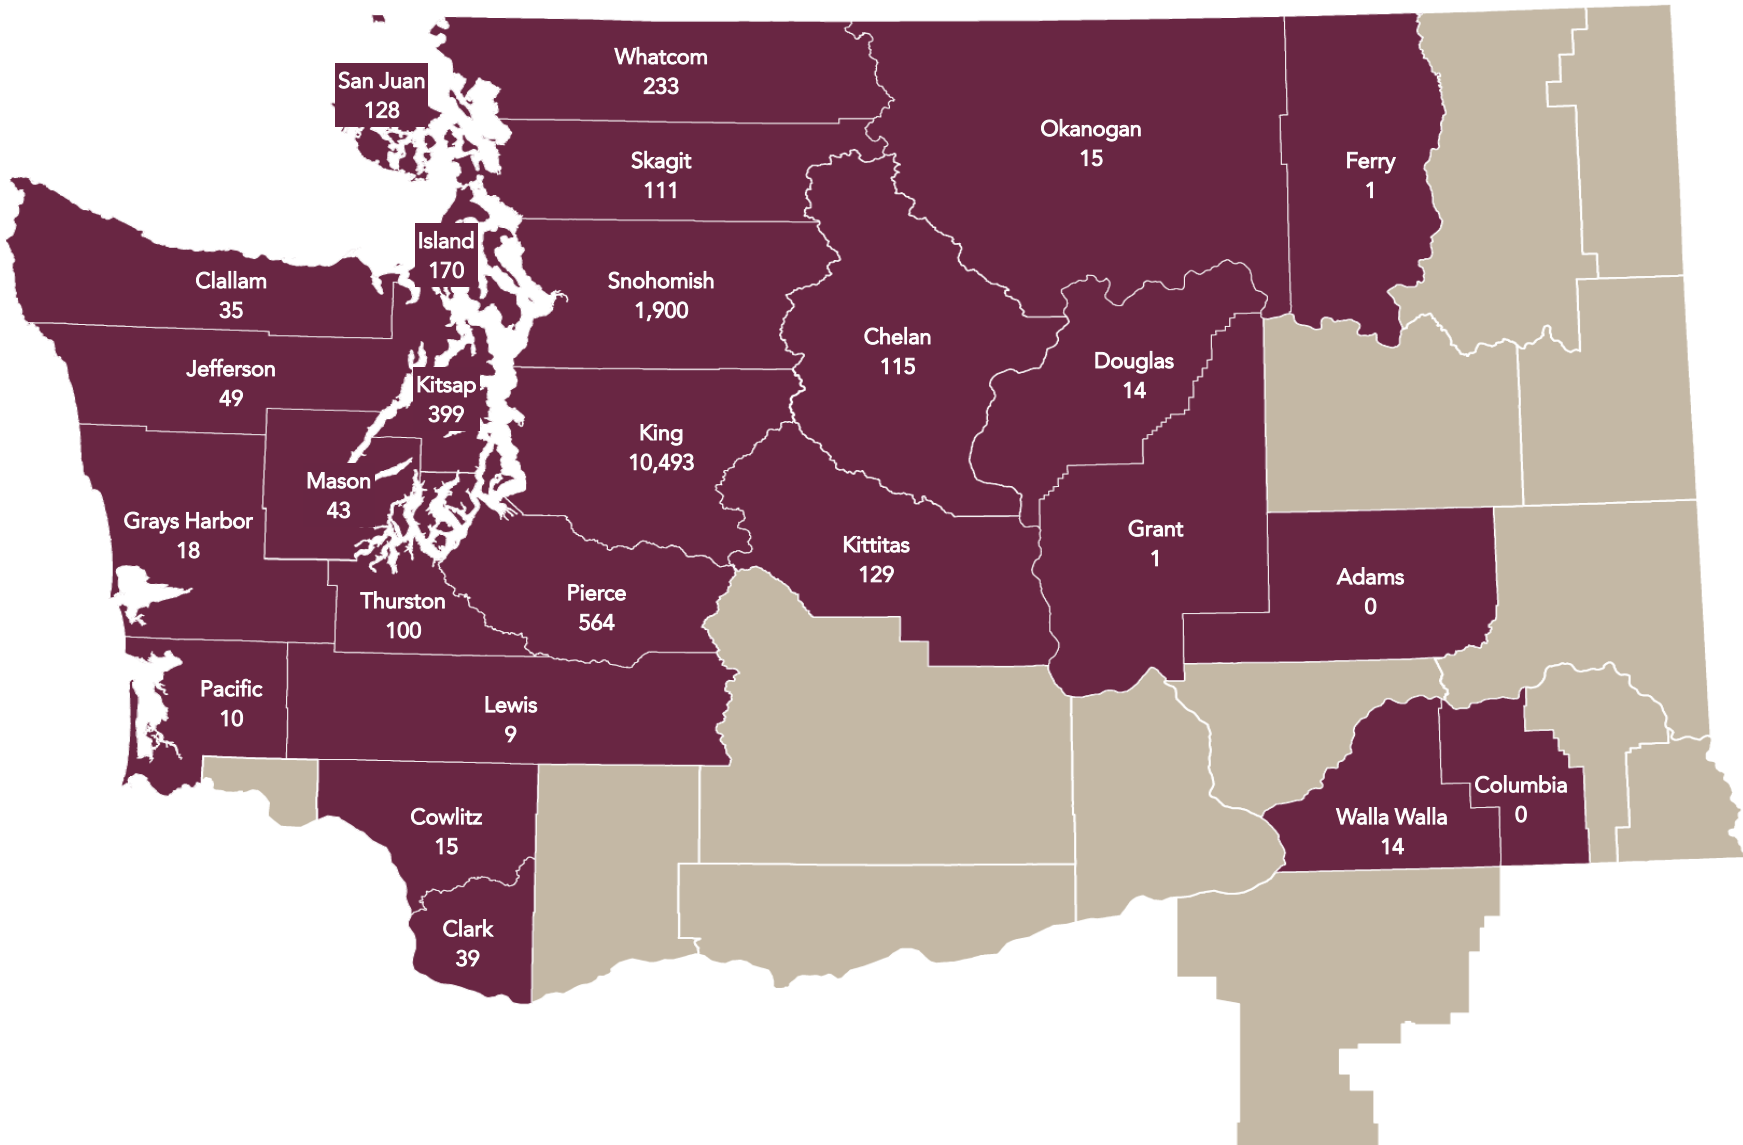 Whatcom
233
San Juan
128
Okanogan
15
Skagit
111
Ferry
1
Island
170
Clallam
35
Snohomish
1,900
Chelan
115
Jefferson
49
Douglas
14
Kitsap
399
King
10,493
Mason
43
Grays Harbor
18
Grant
1
Kittitas
129
Adams
0
Pierce
564
Thurston
100
Pacific
10
Lewis
9
Columbia
0
Cowlitz
15
Walla Walla
14
Clark
39